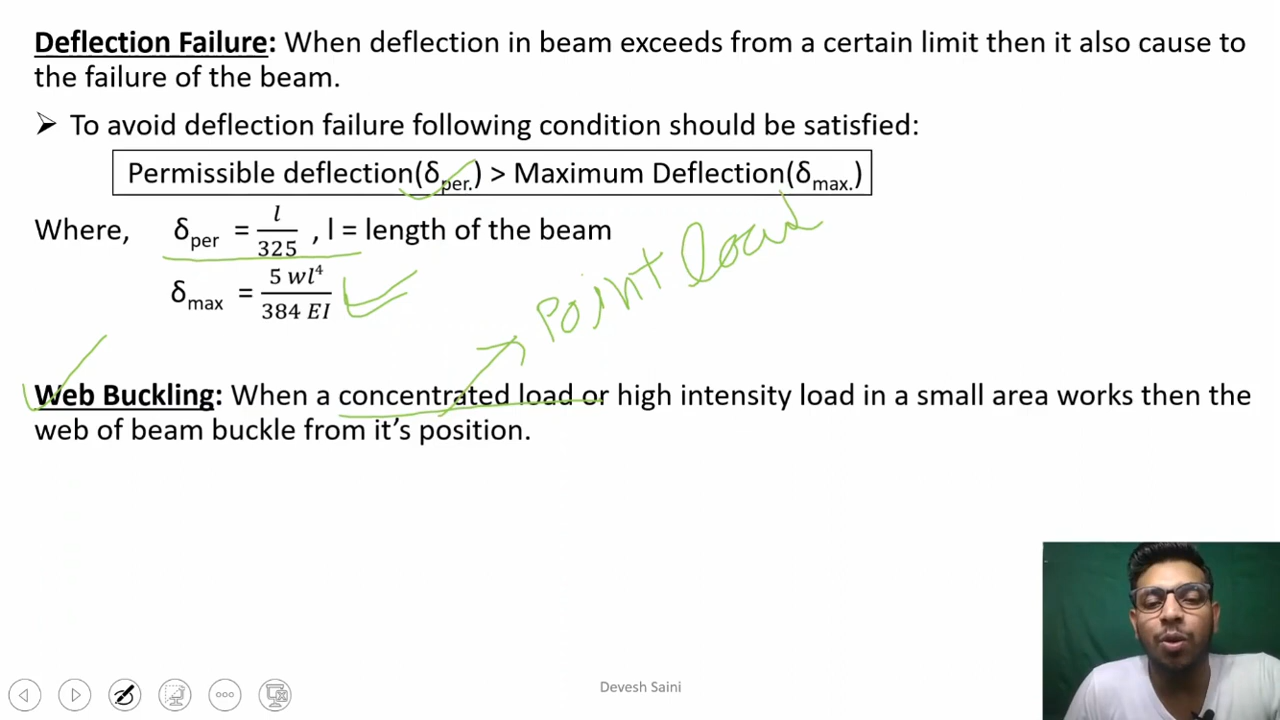 Deflection Failure: When deflection in beam exceeds from a certain limit then it also cause to
the failure of the beam.
➤ To avoid deflection failure following condition should be satisfied:
Permissible deflection(δper.) > Maximum Deflection(δmax.)
Where, δper = l/325 , l = length of the beam
δmax = 5 wl⁴/384 EI
Point load
Web Buckling: When a concentrated load or high intensity load in a small area works then the
web of beam buckle from it's position.
Devesh Saini